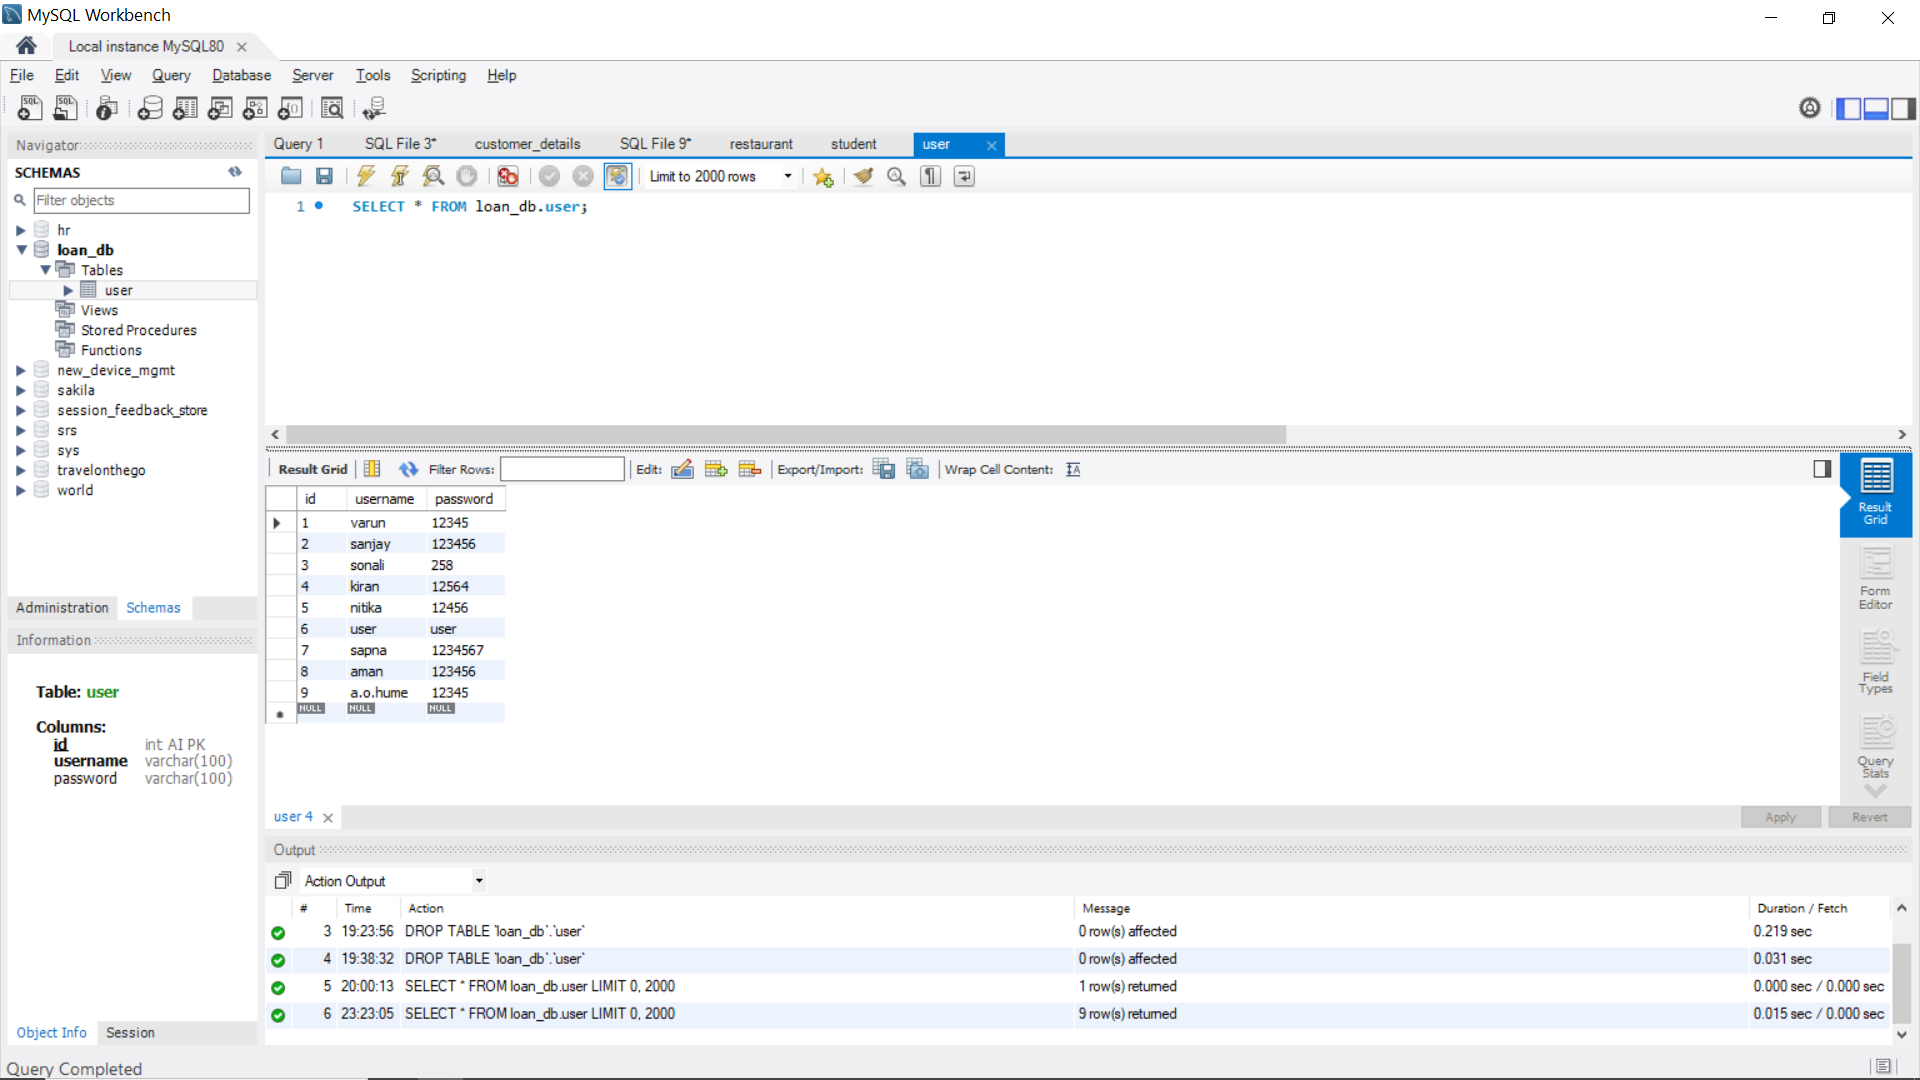 MySQL Workbench
Local instance MySQL80
File Edit View Query Database Server Tools Scripting Help
Navigator
SCHEMAS
Filter objects
hr
loan_db
Tables
user
Views
Stored Procedures
Functions
new_device_mgmt
sakila
session_feedback_store
srs
sys
travelonthego
world
Administration Schemas
Information
Table: user
Columns:
id int AI PK
username varchar(100)
password varchar(100)
Object Info Session
Query 1 SQL File 3* customer_details SQL File 9* restaurant student user
Limit to 2000 rows
1 SELECT * FROM loan_db.user;
Result Grid Filter Rows: Edit: Export/Import: Wrap Cell Content:
id username password
1 varun 12345
2 sanjay 123456
3 sonali 258
4 kiran 12564
5 nitika 12456
6 user user
7 sapna 1234567
8 aman 123456
9 a.o.hume 12345
NULL NULL NULL
Result
Grid
Form
Editor
Field
Types
Query
Stats
user 4
Apply Revert
Output
Action Output
# Time Action Message Duration / Fetch
3 19:23:56 DROP TABLE `loan_db`.`user` 0 row(s) affected 0.219 sec
4 19:38:32 DROP TABLE `loan_db`.`user` 0 row(s) affected 0.031 sec
5 20:00:13 SELECT * FROM loan_db.user LIMIT 0, 2000 1 row(s) returned 0.000 sec / 0.000 sec
6 23:23:05 SELECT * FROM loan_db.user LIMIT 0, 2000 9 row(s) returned 0.015 sec / 0.000 sec
Query Completed